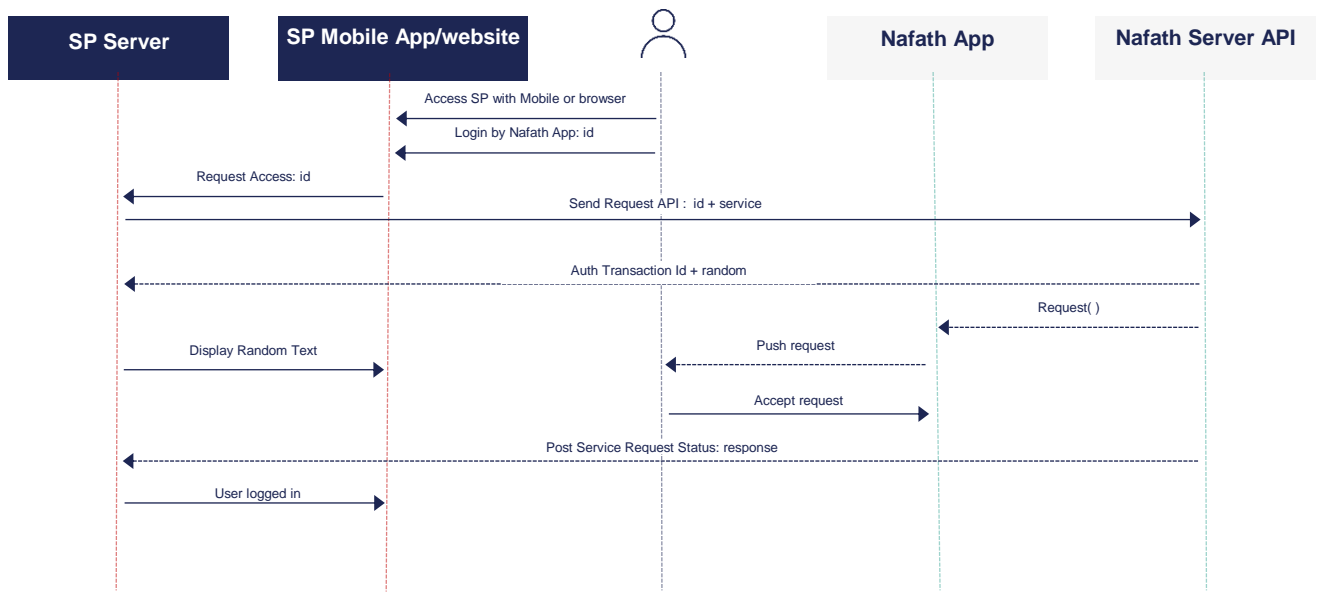 SP Server
SP Mobile App/website
Nafath App
Nafath Server API
Access SP with Mobile or browser
Login by Nafath App: id
Request Access: id
Send Request API :  id + service
Auth Transaction Id + random
Request( )
Display Random Text
Push request
Accept request
Post Service Request Status: response
User logged in